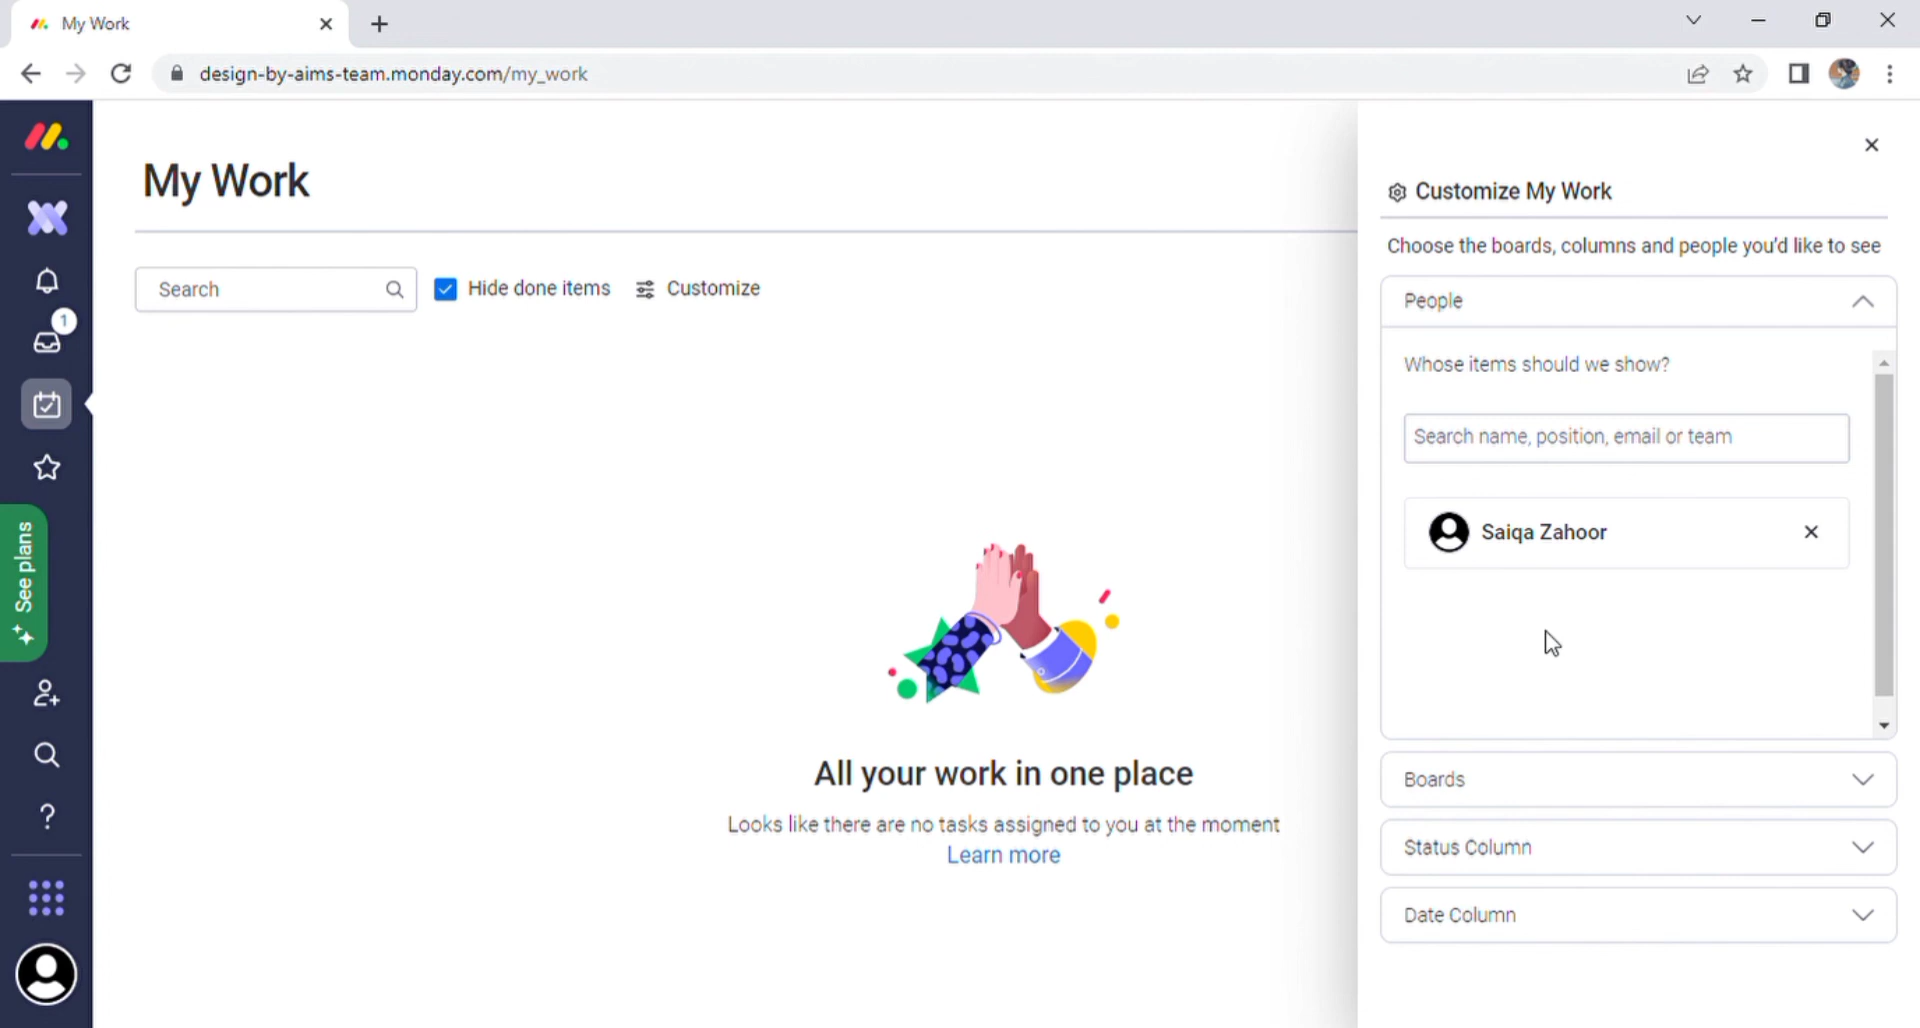 My Work
design-by-aims-team.monday.com/my_work
My Work
Search
Hide done items
Customize
1
See plans
?
All your work in one place
Looks like there are no tasks assigned to you at the moment
Learn more
Customize My Work
Choose the boards, columns and people you'd like to see
People
Whose items should we show?
Search name, position, email or team
Saiqa Zahoor
Boards
Status Column
Date Column